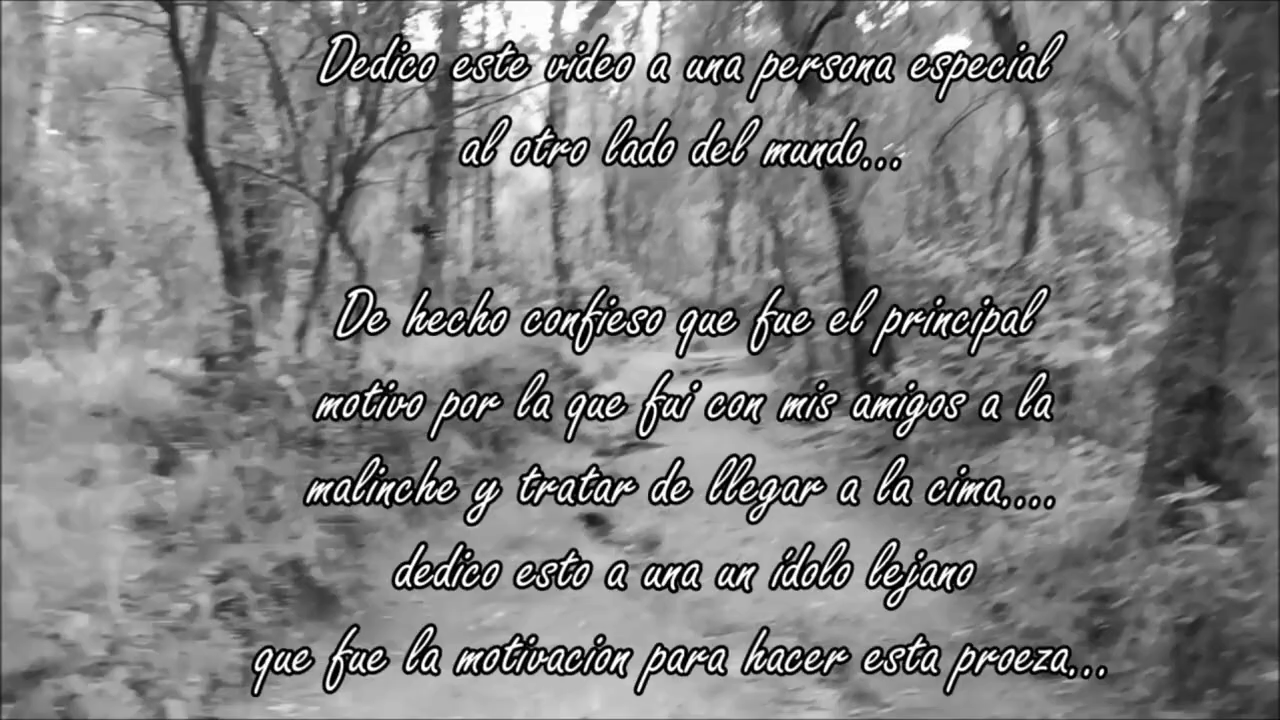 Dedico este video a una persona especial
al otro lado del mundo...
De hecho confieso que fue el principal
motivo por la que fui con mis amigos a la
malinche y tratar de llegar a la cima....
dedico esto a una un ídolo lejano
que fue la motivacion para hacer esta proeza...